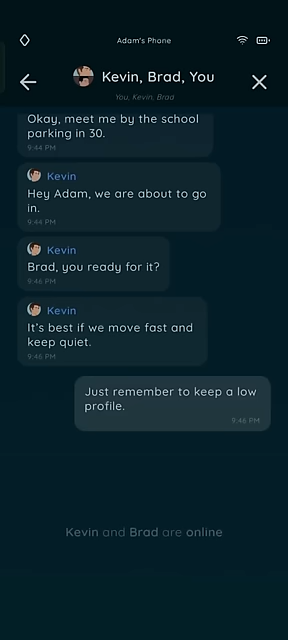 Adam's Phone
Kevin, Brad, You
You, Kevin, Brad
Okay, meet me by the school
parking in 30.
9:44 PM
Kevin
Hey Adam, we are about to go
in.
9:44 PM
Kevin
Brad, you ready for it?
9:46 PM
Kevin
It's best if we move fast and
keep quiet.
9:46 PM
Just remember to keep a low
profile.
9:46 PM
Kevin and Brad are online